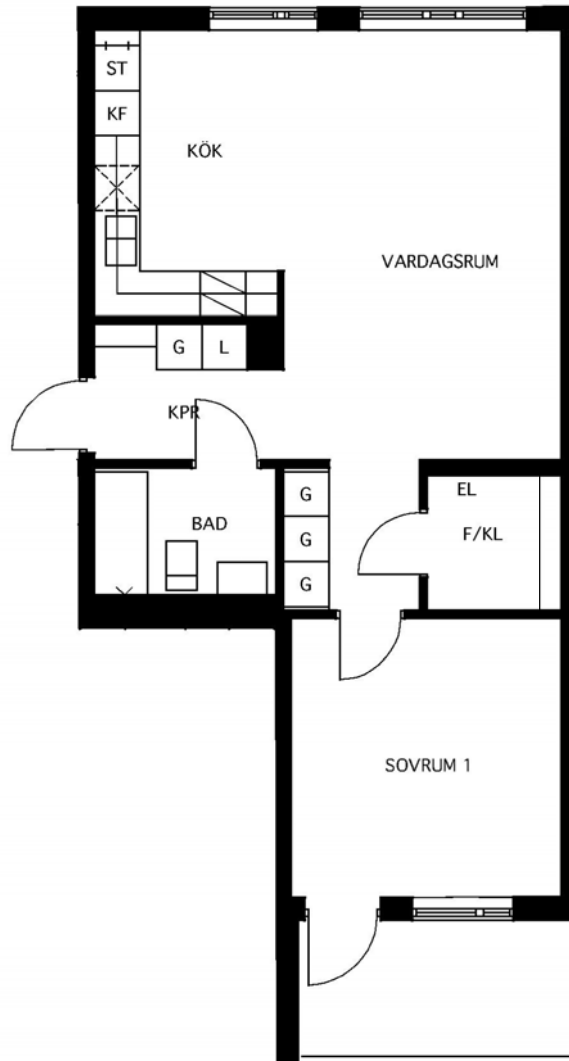 ST
KF
KÖK
VARDAGSRUM
G L
KPR
BAD
G
EL
F/KL
G
G
SOVRUM 1